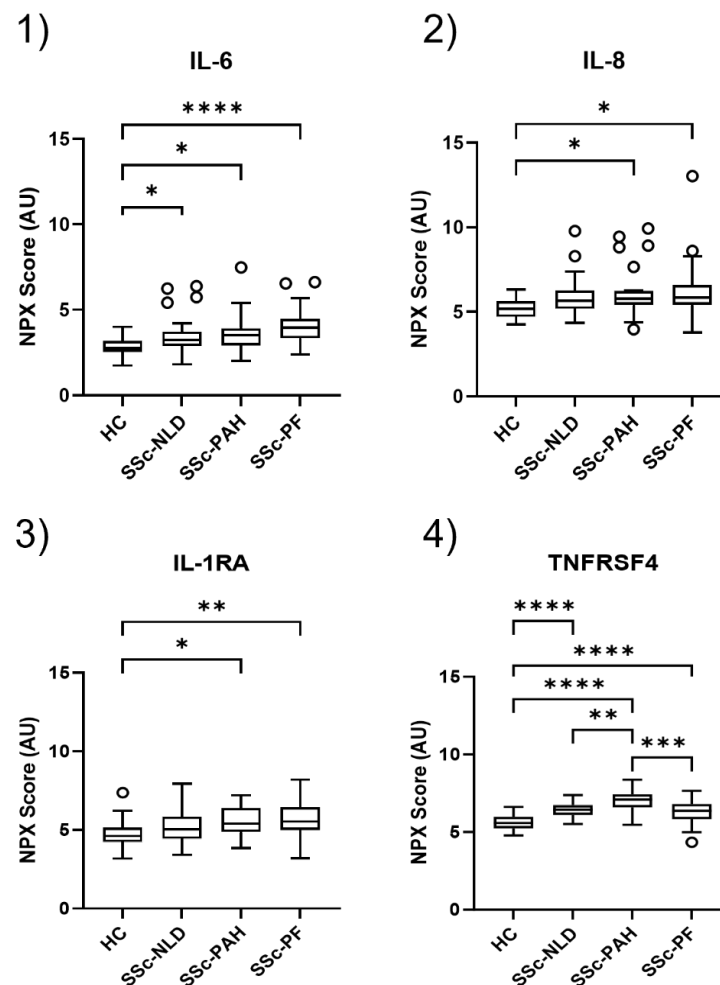 1)
IL-6
****
*
*
15
10
5
0
NPX Score (AU)
HC
SSc-NLD
SSc-PAH
SSc-PF
2)
IL-8
*
*
15
10
5
0
NPX Score (AU)
HC
SSc-NLD
SSc-PAH
SSc-PF
3)
IL-1RA
**
*
15
10
5
0
NPX Score (AU)
HC
SSc-NLD
SSc-PAH
SSc-PF
4)
TNFRSF4
****
****
****
**
***
15
10
5
0
NPX Score (AU)
HC
SSc-NLD
SSc-PAH
SSc-PF